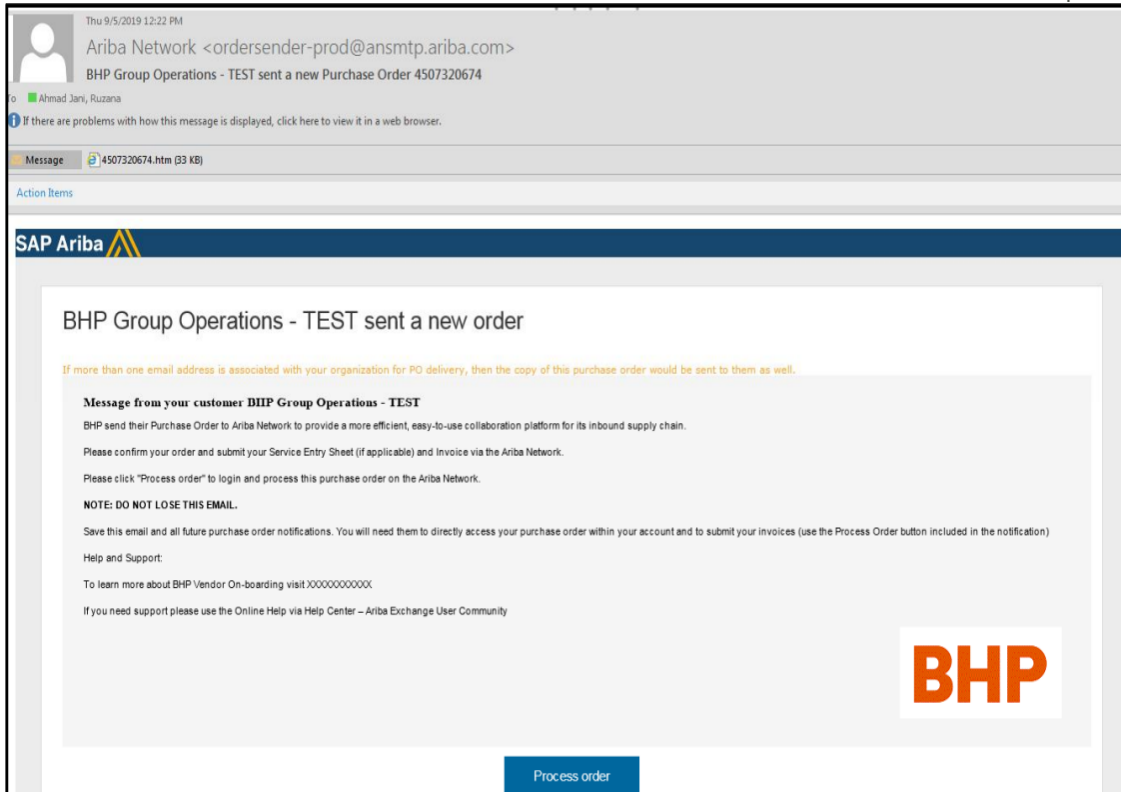 Thu 9/5/2019 12:22 PM
Ariba Network <ordersender-prod@ansmtp.ariba.com>
BHP Group Operations - TEST sent a new Purchase Order 4507320674
To Ahmad Jani, Ruzana
If there are problems with how this message is displayed, click here to view it in a web browser.
Message 4507320674.htm (33 KB)
Action Items
SAP Ariba
BHP Group Operations - TEST sent a new order
If more than one email address is associated with your organization for PO delivery, then the copy of this purchase order would be sent to them as well.
Message from your customer BHP Group Operations - TEST
BHP send their Purchase Order to Ariba Network to provide a more efficient, easy-to-use collaboration platform for its inbound supply chain.
Please confirm your order and submit your Service Entry Sheet (if applicable) and Invoice via the Ariba Network.
Please click "Process order" to login and process this purchase order on the Ariba Network.
NOTE: DO NOT LOSE THIS EMAIL.
Save this email and all future purchase order notifications. You will need them to directly access your purchase order within your account and to submit your invoices (use the Process Order button included in the notification)
Help and Support:
To learn more about BHP Vendor On-boarding visit XXXXXXXXXXX
If you need support please use the Online Help via Help Center – Ariba Exchange User Community
BHP
Process order